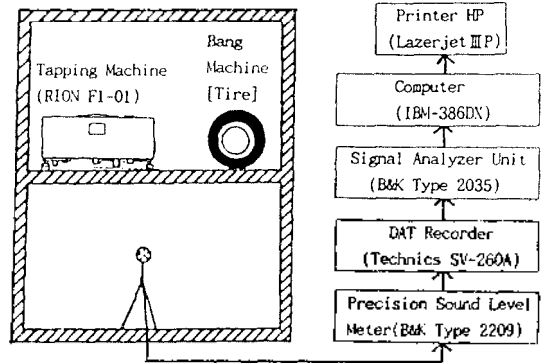 Tapping Machine
(RION F1-01)
Bang
Machine
[Tire]
Printer HP
(Lazerjet ⅢP)
Computer
(IBM-386DX)
Signal Analyzer Unit
(B&K Type 2035)
DAT Recorder
(Technics SV-260A)
Precision Sound Level
Meter(B&K Type 2209)